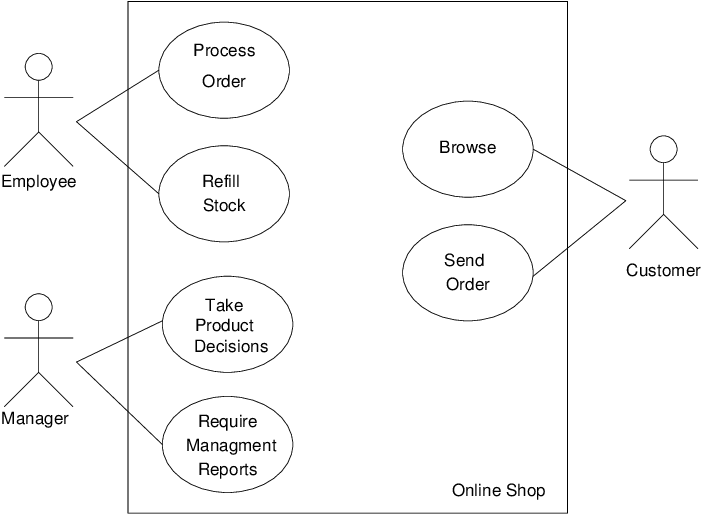 Process
Order
Employee
Refill
Stock
Browse
Send
Order
Customer
Take
Product
Decisions
Manager
Require
Managment
Reports
Online Shop